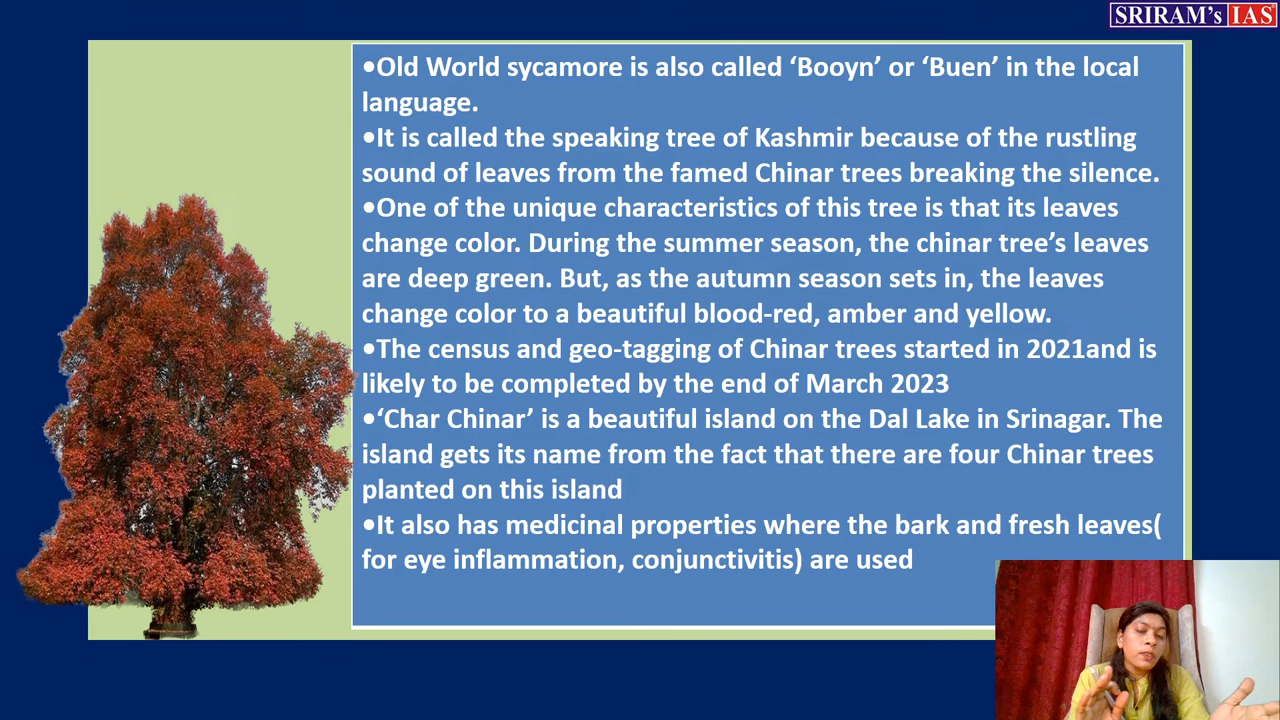 SRIRAM's IAS
•Old World sycamore is also called ‘Booyn’ or ‘Buen’ in the local
language.
•It is called the speaking tree of Kashmir because of the rustling
sound of leaves from the famed Chinar trees breaking the silence.
•One of the unique characteristics of this tree is that its leaves
change color. During the summer season, the chinar tree’s leaves
are deep green. But, as the autumn season sets in, the leaves
change color to a beautiful blood-red, amber and yellow.
•The census and geo-tagging of Chinar trees started in 2021and is
likely to be completed by the end of March 2023
•‘Char Chinar’ is a beautiful island on the Dal Lake in Srinagar. The
island gets its name from the fact that there are four Chinar trees
planted on this island
•It also has medicinal properties where the bark and fresh leaves(
for eye inflammation, conjunctivitis) are used